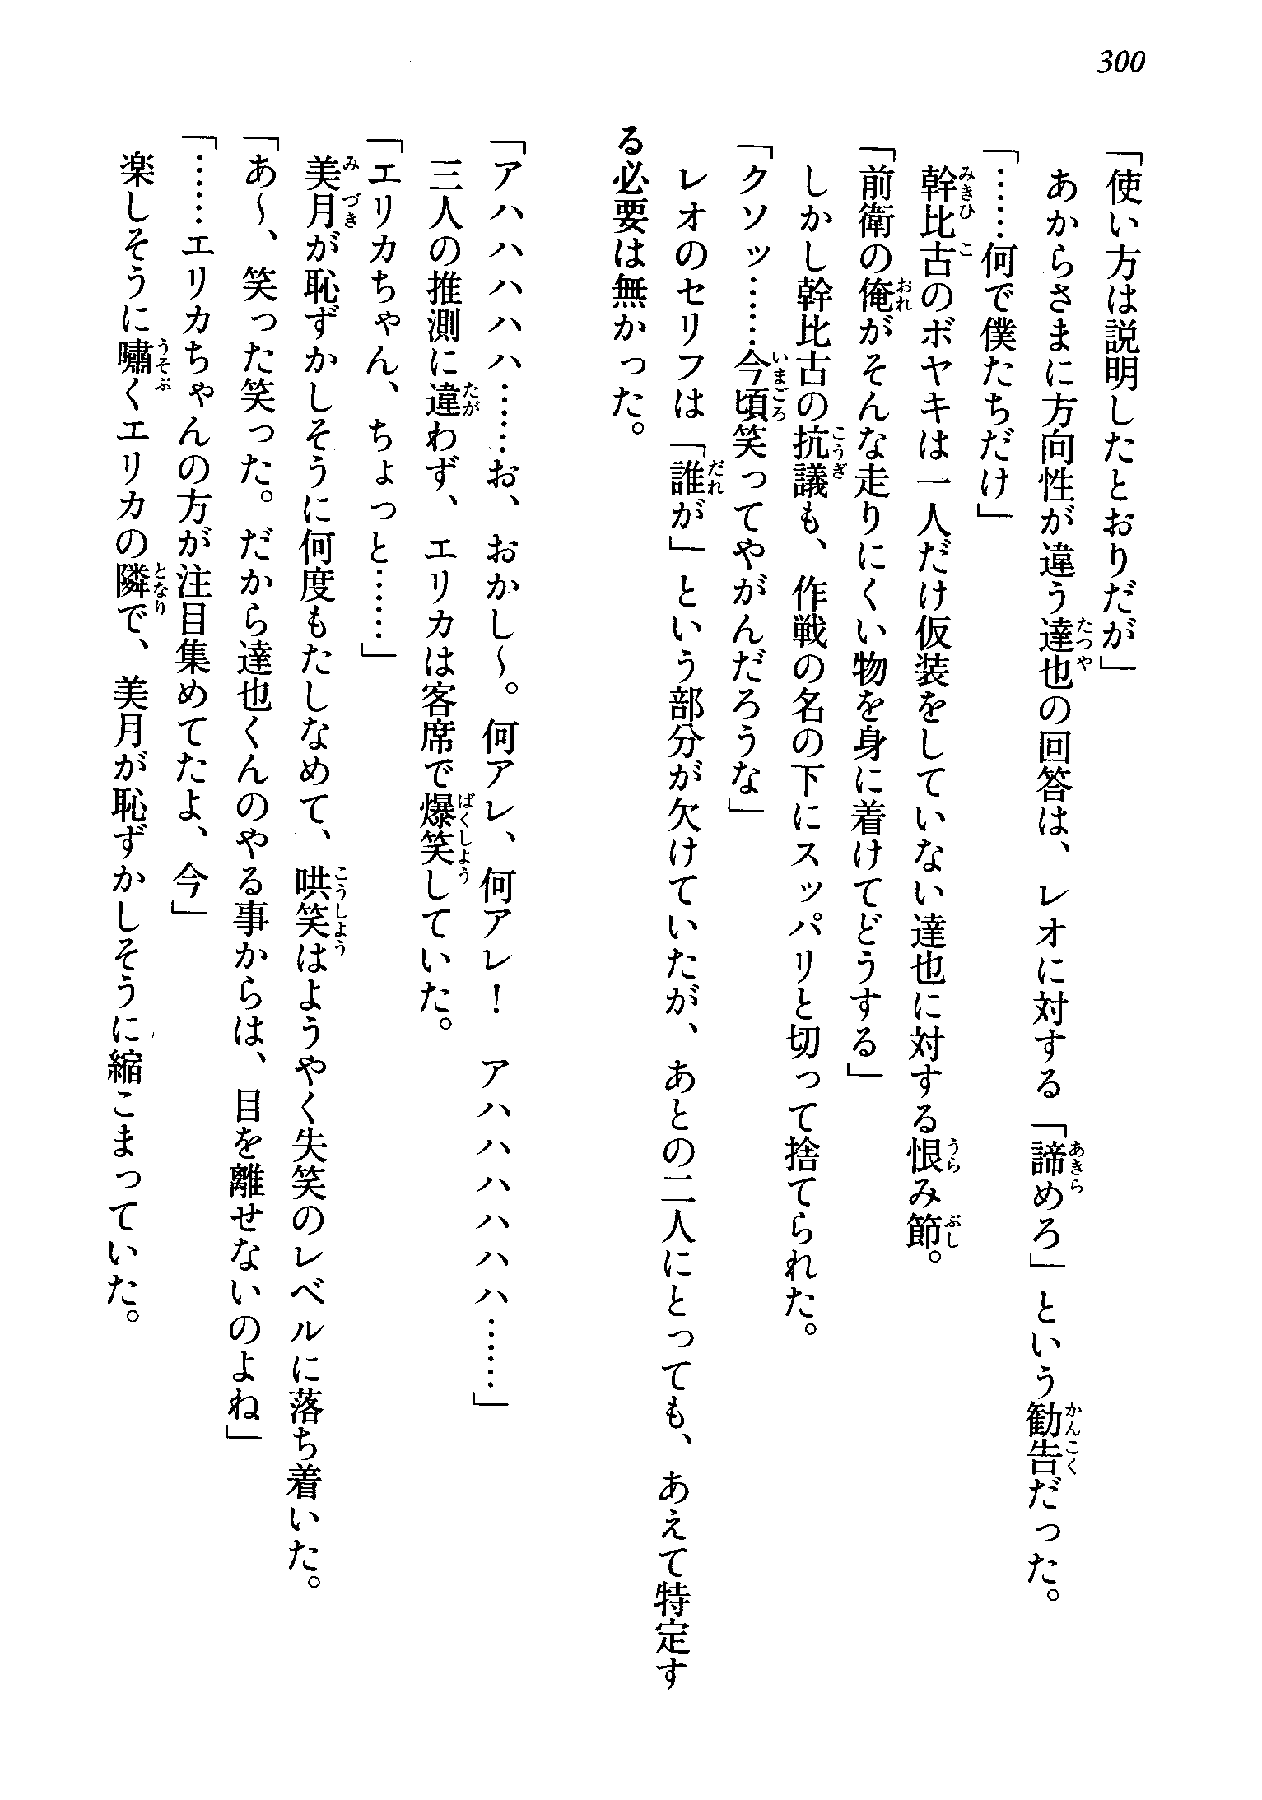 300
「使い方は説明したとおりだが」
あからさまに方向性が違う達也の回答は、レオに対する「諦めろ」という勧告だった。
「……何で僕たちだけ」
幹比古のボヤキは一人だけ仮装をしていない達也に対する恨み節。
「前衛の俺がそんな走りにくい物を身に着けてどうする」
しかし幹比古の抗議も、作戦の名の下にスッパリと切って捨てられた。
「クソッ……今頃笑ってやがんだろうな」
レオのセリフは「誰が」という部分が欠けていたが、あとの二人にとっても、あえて特定す
る必要は無かった。
「アハハハハハ……お、おかし～。何アレ、何アレ！　アハハハハハハ……」
三人の推測に違わず、エリカは客席で爆笑していた。
「エリカちゃん、ちょっと……」
美月が恥ずかしそうに何度もたしなめて、哄笑はようやく失笑のレベルに落ち着いた。
「あ～、笑った笑った。だから達也くんのやる事からは、目を離せないのよね」
「……エリカちゃんの方が注目集めてたよ、今」
楽しそうに嘯くエリカの隣で、美月が恥ずかしそうに縮こまっていた。